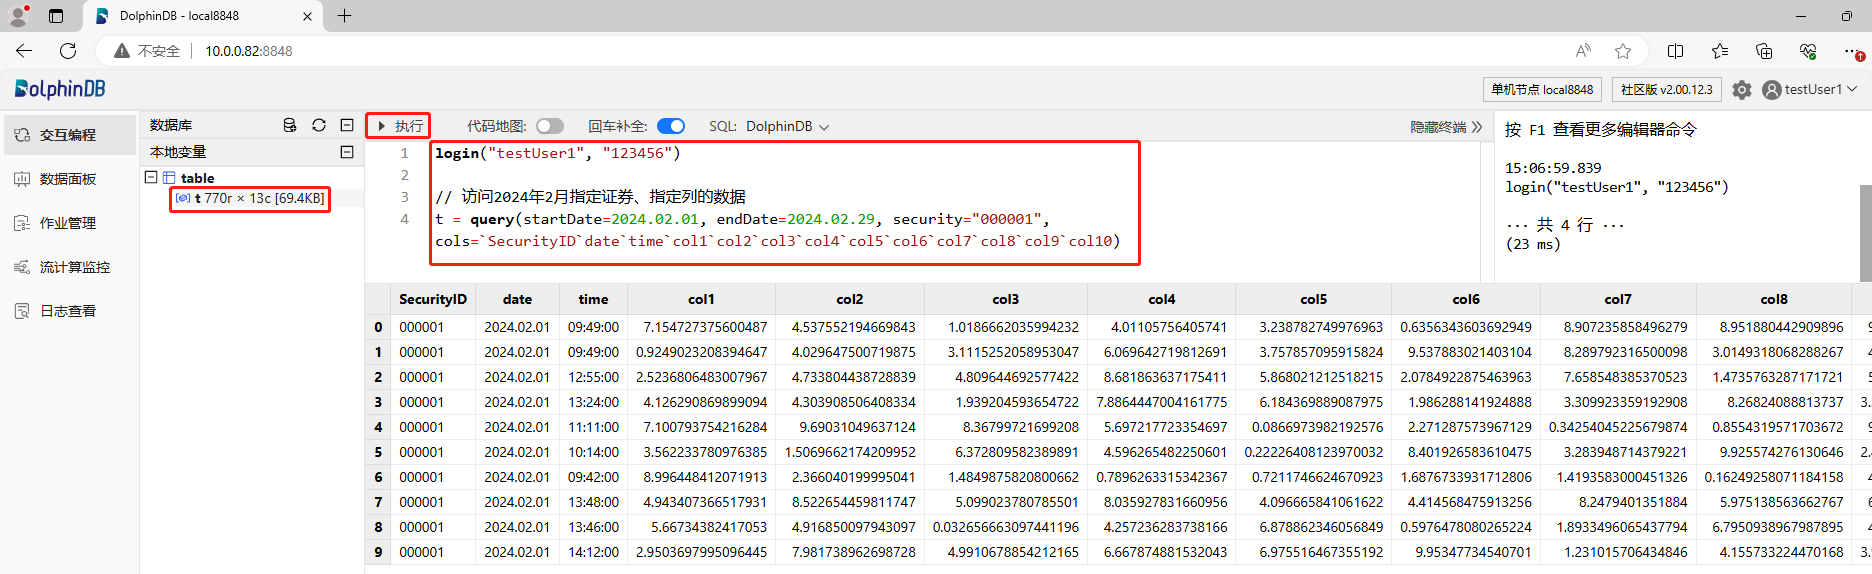 DolphinDB - local8848
不安全 10.0.0.82:8848
DolphinDB
单机节点 local8848 社区版 v2.00.12.3 testUser1
交互编程
数据面板
作业管理
流计算监控
日志查看
数据库
本地变量
table
t 770r × 13c [69.4KB]
执行 代码地图: 回车补全: SQL: DolphinDB 隐藏终端
1 login("testUser1", "123456")
2
3 // 访问2024年2月指定证券、指定列的数据
4 t = query(startDate=2024.02.01, endDate=2024.02.29, security="000001",
cols=`SecurityID`date`time`col1`col2`col3`col4`col5`col6`col7`col8`col9`col10)
按 F1 查看更多编辑器命令
15:06:59.839
login("testUser1", "123456")
··· 共 4 行 ···
(23 ms)
SecurityID date time col1 col2 col3 col4 col5 col6 col7 col8
0 000001 2024.02.01 09:49:00 7.154727375600487 4.537552194669843 1.0186662035994232 4.01105756405741 3.238782749976963 0.6356343603692949 8.907235858496279 8.951880442909896 9
1 000001 2024.02.01 09:49:00 0.9249023208394647 4.029647500719875 3.1115252058953047 6.069642719812691 3.757857095915824 9.537883021403104 8.289792316500098 3.0149318068288267 4
2 000001 2024.02.01 12:55:00 2.5236806483007967 4.733804438728839 4.809644692577422 8.681863637175411 5.868021212518215 2.0784922875463963 7.658548385370523 1.4735763287171721 5
3 000001 2024.02.01 13:24:00 4.126290869899094 4.303908506408334 1.939204593654722 7.8864447004161775 6.184369889087975 1.986288141924888 3.309923359192908 8.26824088813737 3.
4 000001 2024.02.01 11:11:00 7.100793754216284 9.69031049637124 8.36799721699208 5.697217723354697 0.0866973982192576 2.271287573967129 0.34254045225679874 0.8554319571703672 9
5 000001 2024.02.01 10:14:00 3.562233780976385 1.5069662174209952 6.372809582389891 4.596265482250601 0.22226408123970032 8.401926583610475 3.283948714379221 9.925574276130646 2.
6 000001 2024.02.01 09:42:00 8.996448412071913 2.366040199995041 1.4849875820800662 0.7896263315342367 0.7211746624670923 1.6876733931712806 1.4193583000451326 0.16249258071184158 4
7 000001 2024.02.01 13:48:00 4.943407366517931 8.522654459811747 5.099023780785501 8.035927831660956 4.096665841061622 4.414568475913256 8.2479401351884 5.975138563662767 6
8 000001 2024.02.01 13:46:00 5.66734382417053 4.916850097943097 0.032656663097441196 4.257236283738166 6.878862346056849 0.5976478080265224 1.8933496065437794 6.7950938967987895 4
9 000001 2024.02.01 14:12:00 2.9503697995096445 7.981738962698728 4.9910678854212165 6.667874881532043 6.975516467355192 9.95347734540701 1.231015706434846 4.155733224470168 3.